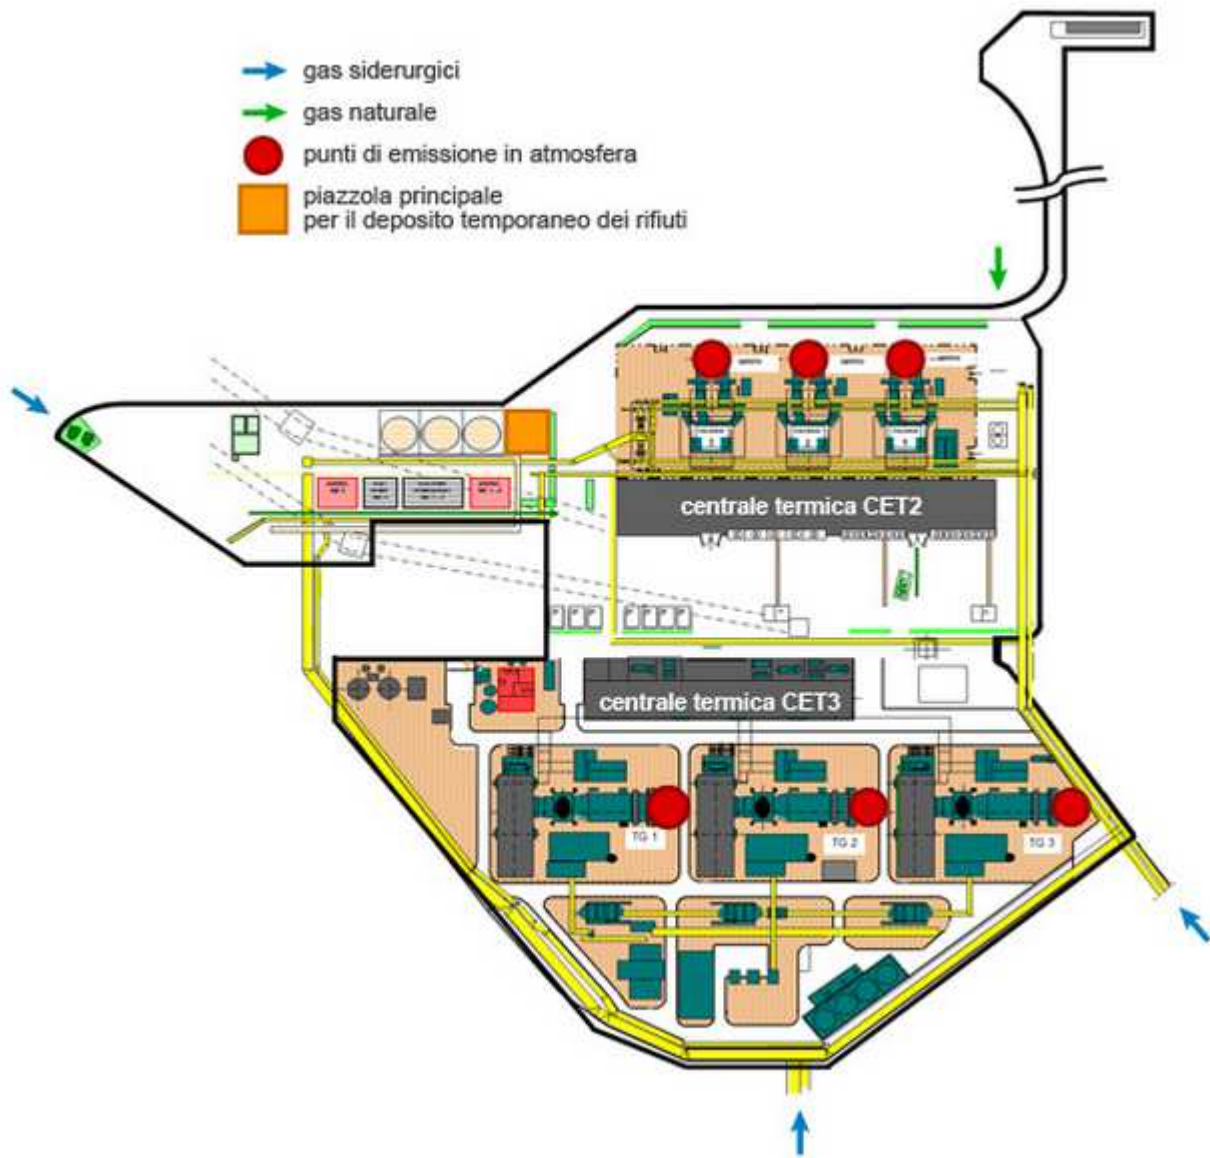 gas siderurgici
gas naturale
punti di emissione in atmosfera
piazzola principale
per il deposito temporaneo dei rifiuti
centrale termica CET2
centrale termica CET3
TG 1
TG 2
TG 3